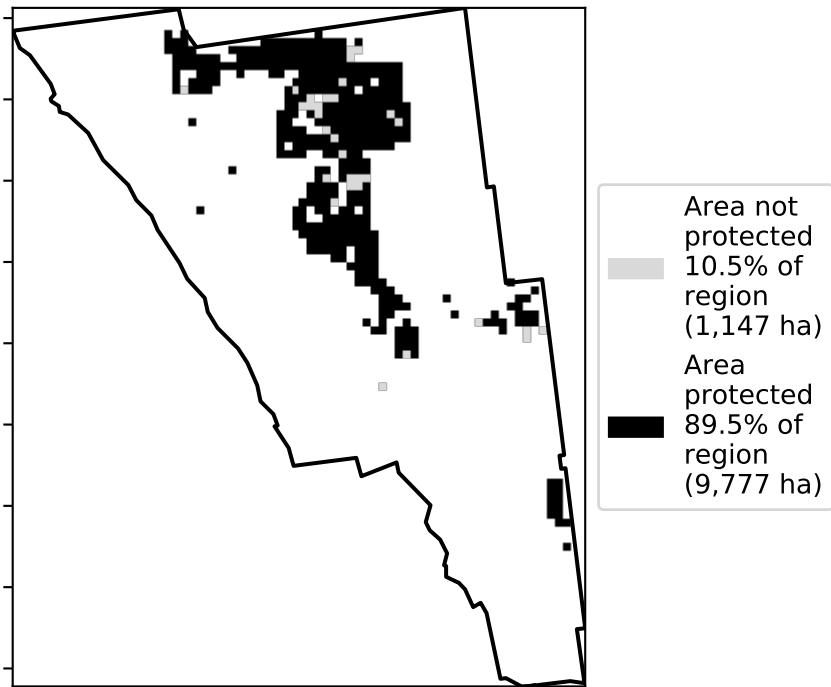 Area not
protected
10.5% of
region
(1,147 ha)
Area
protected
89.5% of
region
(9,777 ha)